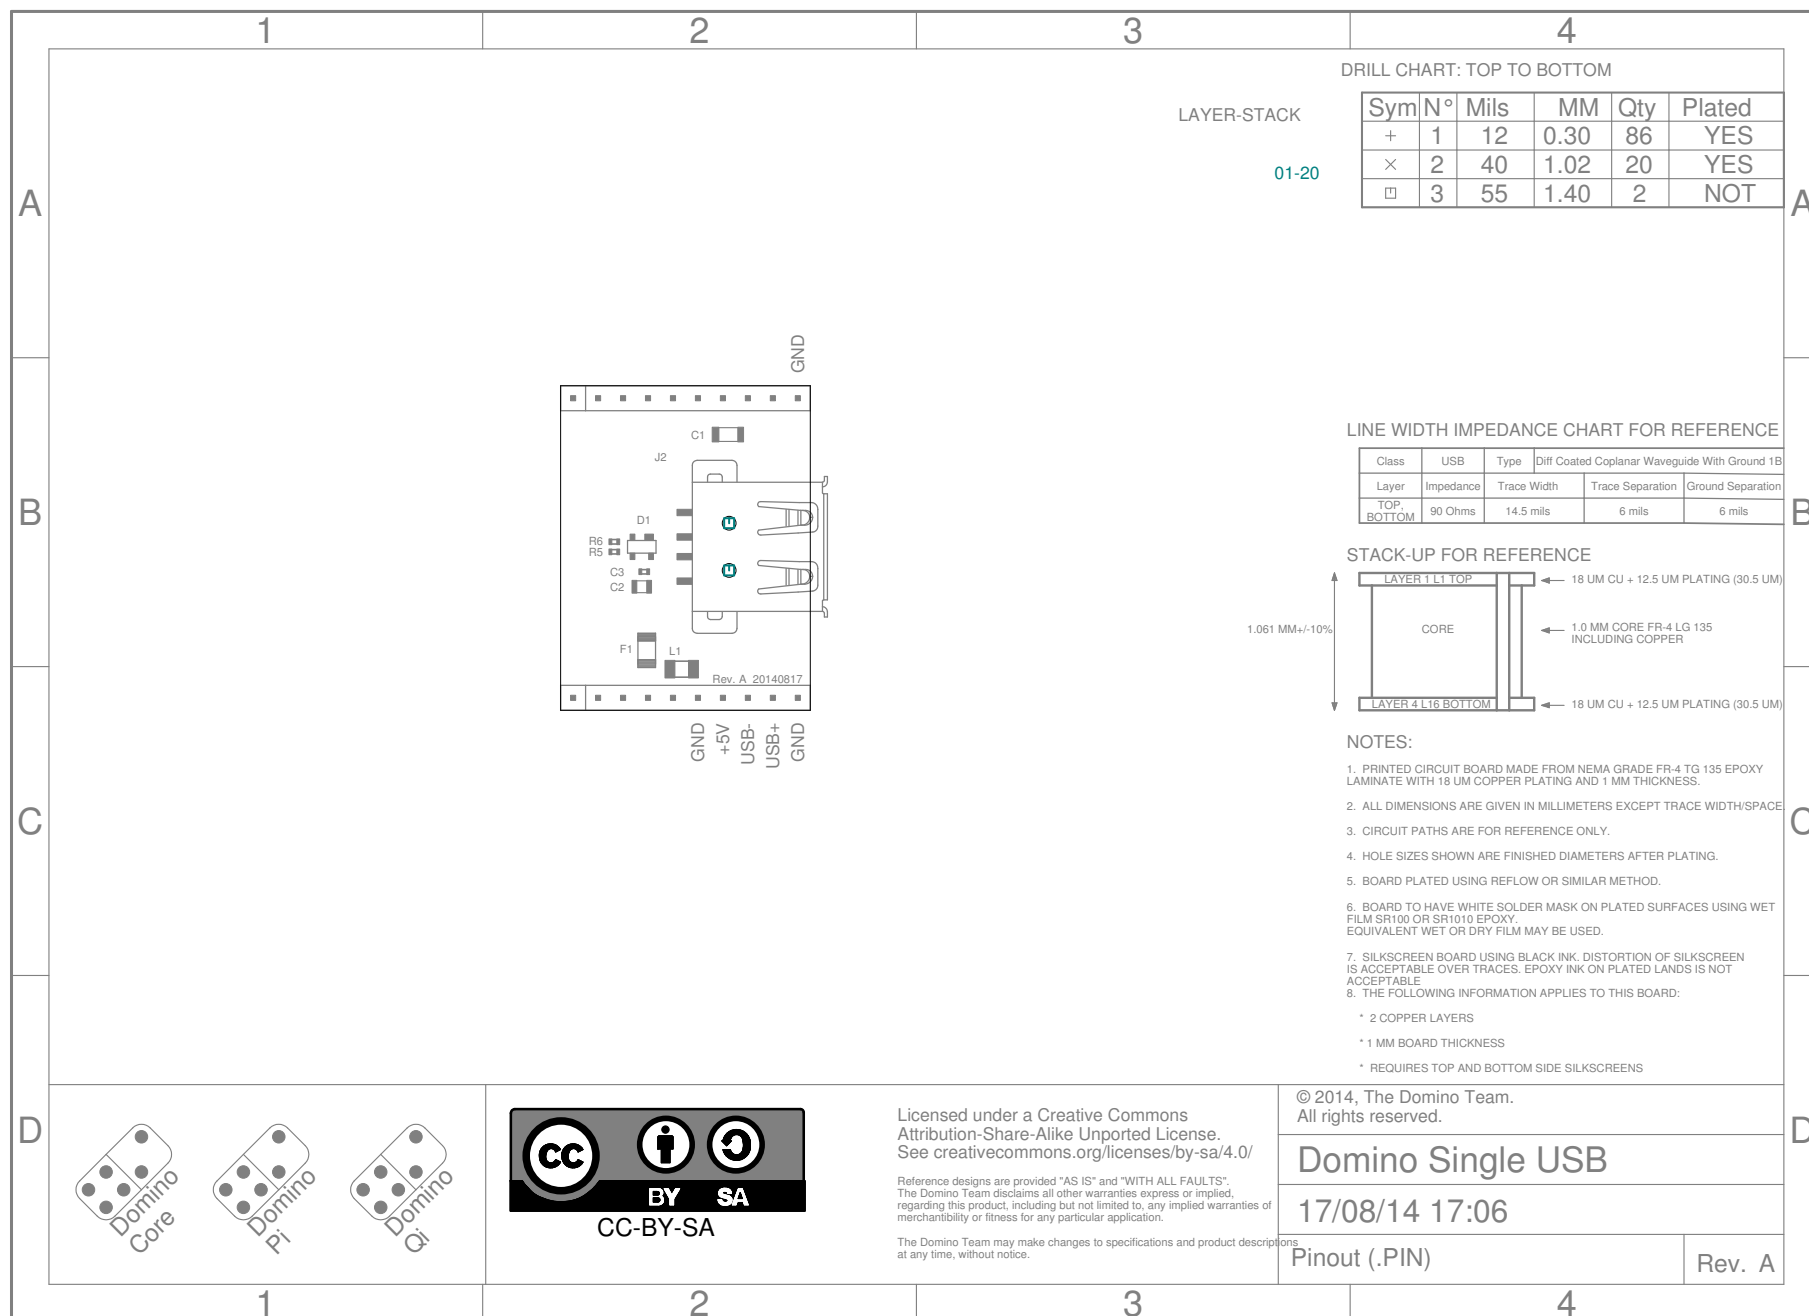 1 2 3 4
DRILL CHART: TOP TO BOTTOM
LAYER-STACK
01-20
Sym N° Mils MM Qty Plated
+ 1 12 0.30 86 YES
× 2 40 1.02 20 YES
3 55 1.40 2 NOT
A A
GND
C1
J2
D1
R6
R5
C3
C2
F1
L1
Rev. A 20140817
GND
+5V
USB-
USB+
GND
B B
LINE WIDTH IMPEDANCE CHART FOR REFERENCE
Class USB Type Diff Coated Coplanar Waveguide With Ground 1B
Layer Impedance Trace Width Trace Separation Ground Separation
TOP,
BOTTOM 90 Ohms 14.5 mils 6 mils 6 mils
STACK-UP FOR REFERENCE
LAYER 1 L1 TOP 18 UM CU + 12.5 UM PLATING (30.5 UM)
1.061 MM+/-10% CORE 1.0 MM CORE FR-4 LG 135
INCLUDING COPPER
LAYER 4 L16 BOTTOM 18 UM CU + 12.5 UM PLATING (30.5 UM)
NOTES:
1. PRINTED CIRCUIT BOARD MADE FROM NEMA GRADE FR-4 TG 135 EPOXY
LAMINATE WITH 18 UM COPPER PLATING AND 1 MM THICKNESS.
2. ALL DIMENSIONS ARE GIVEN IN MILLIMETERS EXCEPT TRACE WIDTH/SPACE.
C C
3. CIRCUIT PATHS ARE FOR REFERENCE ONLY.
4. HOLE SIZES SHOWN ARE FINISHED DIAMETERS AFTER PLATING.
5. BOARD PLATED USING REFLOW OR SIMILAR METHOD.
6. BOARD TO HAVE WHITE SOLDER MASK ON PLATED SURFACES USING WET
FILM SR100 OR SR1010 EPOXY.
EQUIVALENT WET OR DRY FILM MAY BE USED.
7. SILKSCREEN BOARD USING BLACK INK. DISTORTION OF SILKSCREEN
IS ACCEPTABLE OVER TRACES. EPOXY INK ON PLATED LANDS IS NOT
ACCEPTABLE
8. THE FOLLOWING INFORMATION APPLIES TO THIS BOARD:
* 2 COPPER LAYERS
* 1 MM BOARD THICKNESS
* REQUIRES TOP AND BOTTOM SIDE SILKSCREENS
D D
Domino
Core
Domino
Pi
Domino
Qi
cc
BY SA
CC-BY-SA
Licensed under a Creative Commons
Attribution-Share-Alike Unported License.
See creativecommons.org/licenses/by-sa/4.0/
Reference designs are provided "AS IS" and "WITH ALL FAULTS".
The Domino Team disclaims all other warranties express or implied,
regarding this product, including but not limited to, any implied warranties of
merchantibility or fitness for any particular application.
The Domino Team may make changes to specifications and product descriptions
at any time, without notice.
© 2014, The Domino Team.
All rights reserved.
Domino Single USB
17/08/14 17:06
Pinout (.PIN) Rev. A
1 2 3 4